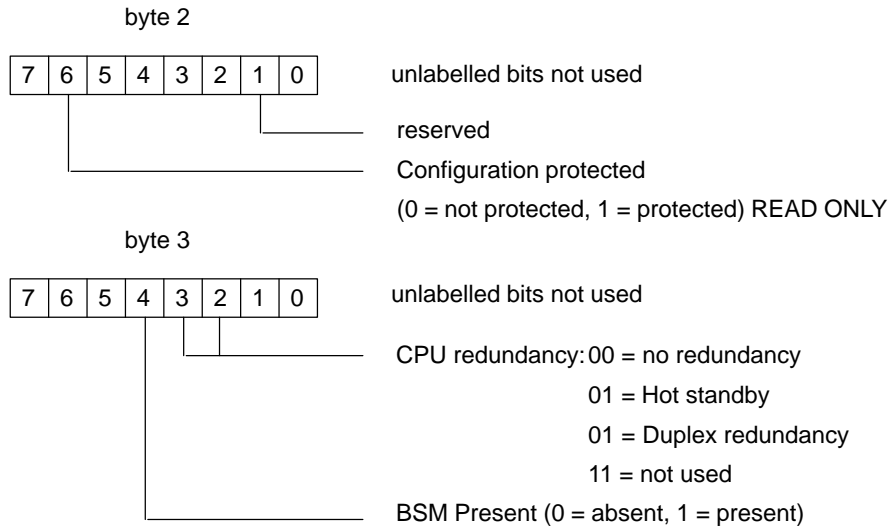 byte 2
7 6 5 4 3 2 1 0 unlabelled bits not used
reserved
Configuration protected
(0 = not protected, 1 = protected) READ ONLY
byte 3
7 6 5 4 3 2 1 0 unlabelled bits not used
CPU redundancy: 00 = no redundancy
01 = Hot standby
01 = Duplex redundancy
11 = not used
BSM Present (0 = absent, 1 = present)